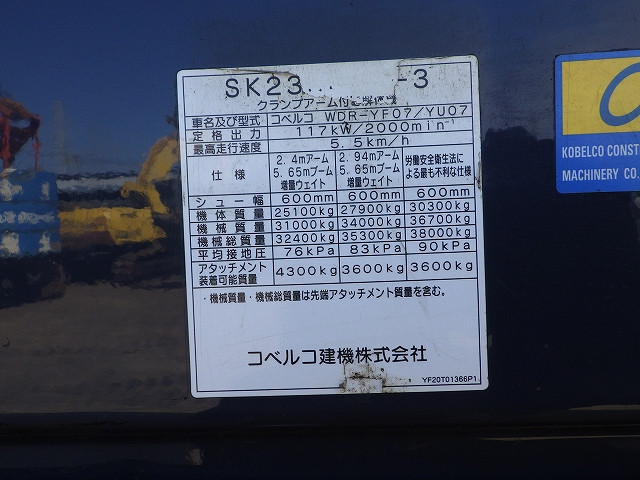 SK23... -3
クランプアーム付
車名及び型式 コベルコ WDR-YF07/YU07
定格出力 117kW/2000min⁻¹
最高走行速度 5.5km/h
仕様 2.4mアーム 5.65mブーム 増量ウェイト 2.94mアーム 5.65mブーム 増量ウェイト 労働安全衛生法による最も不利な仕様
シュー幅 600mm 600mm 600mm
機体質量 25100kg 27900kg 30300kg
機械質量 31000kg 34000kg 36700kg
機械総質量 32400kg 35300kg 38000kg
平均接地圧 76kPa 83kPa 90kPa
アタッチメント装着可能質量 4300kg 3600kg 3600kg
・機械質量・機械総質量は先端アタッチメント質量を含む。
コベルコ建機株式会社
YF20T01366P1
KOBELCO CONST
MACHINERY CO.